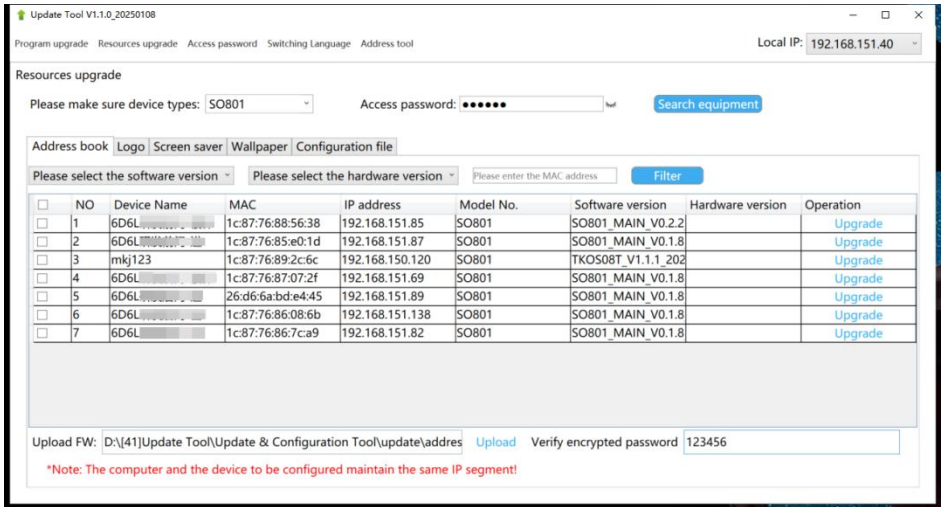 Update Tool V1.1.0_20250108
Program upgrade Resources upgrade Access password Switching Language Address tool Local IP: 192.168.151.40
Resources upgrade
Please make sure device types: SO801 Access password: ●●●●●● Search equipment
Address book Logo Screen saver Wallpaper Configuration file
Please select the software version Please select the hardware version Please enter the MAC address Filter
NO Device Name MAC IP address Model No. Software version Hardware version Operation
1 6D6L 1c:87:76:88:56:38 192.168.151.85 SO801 SO801_MAIN_V0.2.2 Upgrade
2 6D6L 1c:87:76:85:e0:1d 192.168.151.87 SO801 SO801_MAIN_V0.1.8 Upgrade
3 mkj123 1c:87:76:89:2c:6c 192.168.150.120 SO801 TKOS08T_V1.1.1_202 Upgrade
4 6D6L 1c:87:76:87:07:2f 192.168.151.69 SO801 SO801_MAIN_V0.1.8 Upgrade
5 6D6L 26:d6:6a:bd:e4:45 192.168.151.89 SO801 SO801_MAIN_V0.1.8 Upgrade
6 6D6L 1c:87:76:86:08:6b 192.168.151.138 SO801 SO801_MAIN_V0.1.8 Upgrade
7 6D6L 1c:87:76:86:7c:a9 192.168.151.82 SO801 SO801_MAIN_V0.1.8 Upgrade
Upload FW: D:\[41]Update Tool\Update & Configuration Tool\update\addres Upload Verify encrypted password 123456
*Note: The computer and the device to be configured maintain the same IP segment!